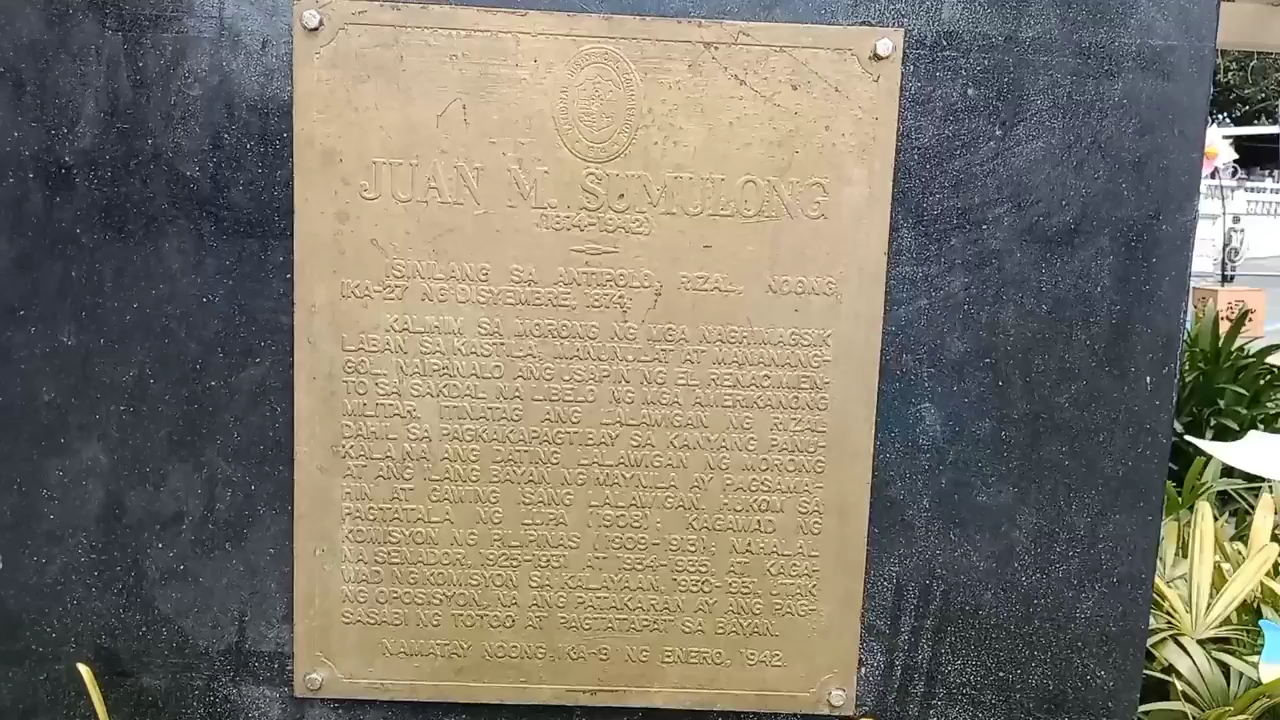 NATIONAL HISTORICAL COMMISSION
JUAN M. SUMULONG
(1874-1942)
ISINILANG SA ANTIPOLO, RIZAL, NOONG
IKA-27 NG DISYEMBRE, 1874.
KALIHIM SA MORONG NG MGA NAGHIMAGSIK
LABAN SA KASTILA, MANUNULAT AT MANANANG-
GOL, NAIPANALO ANG USAPIN NG EL RENACIMIEN-
TO SA SAKDAL NA LIBELO NG MGA AMERIKANONG
MILITAR. ITINATAG ANG LALAWIGAN NG RIZAL
DAHIL SA PAGKAKAPAGTIBAY SA KANYANG PANU-
KALA NA ANG DATING LALAWIGAN NG MORONG
AT ANG ILANG BAYAN NG MAYNILA AY PAGSAMA-
HIN AT GAWING ISANG LALAWIGAN. HUKOM SA
PAGTATALA NG LUPA (1908); KAGAWAD NG
KOMISYON NG PILIPINAS (1909-1913); NAHALAL
NA SENADOR, 1925-1931 AT 1934-1935, AT KAGA-
WAD NG KOMISYON SA KALAYAAN, 1930-1931. UTAK
NG OPOSISYON, NA ANG PATAKARAN AY ANG PAG-
SASABI NG TOTOO AT PAGTATAPAT SA BAYAN.
NAMATAY NOONG IKA-9 NG ENERO, 1942.